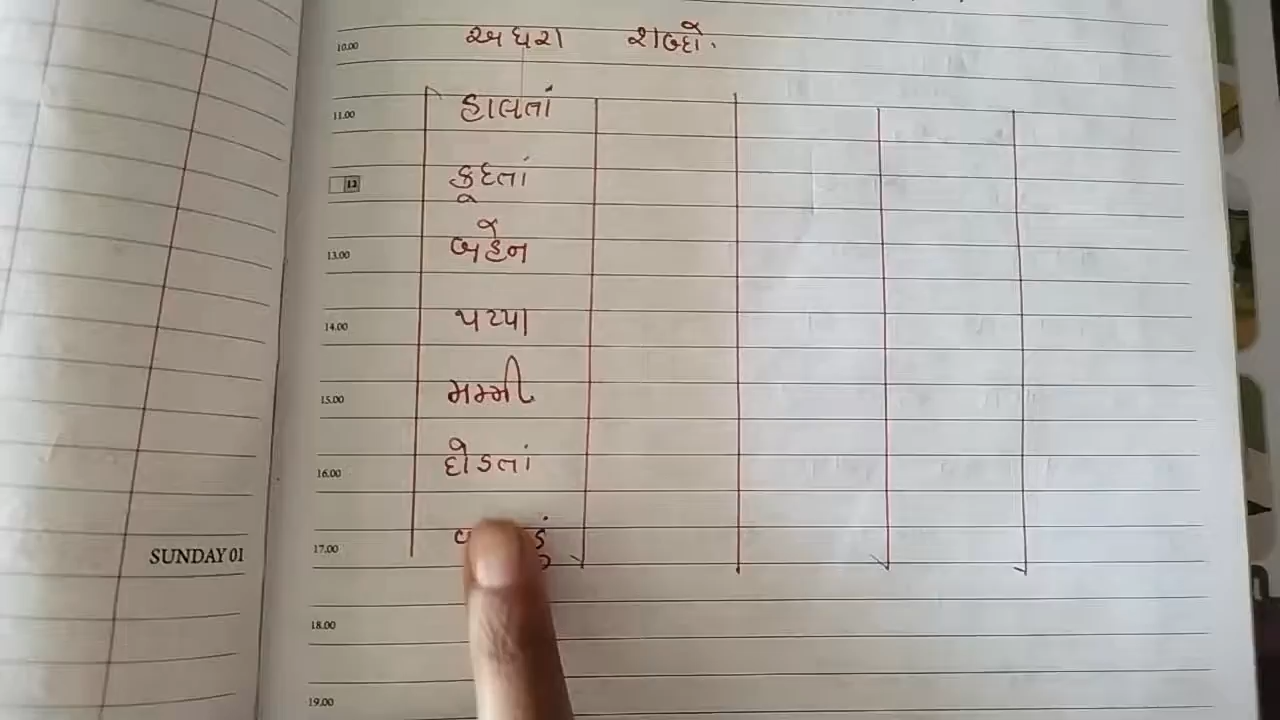 10.00 અઘરા શબ્દો.
11.00 હાલતાં
12 કૂદતાં
13.00 બહેન
14.00 પપ્પા
15.00 મમ્મી
16.00 દોડતાં
SUNDAY 01
17.00
18.00
19.00